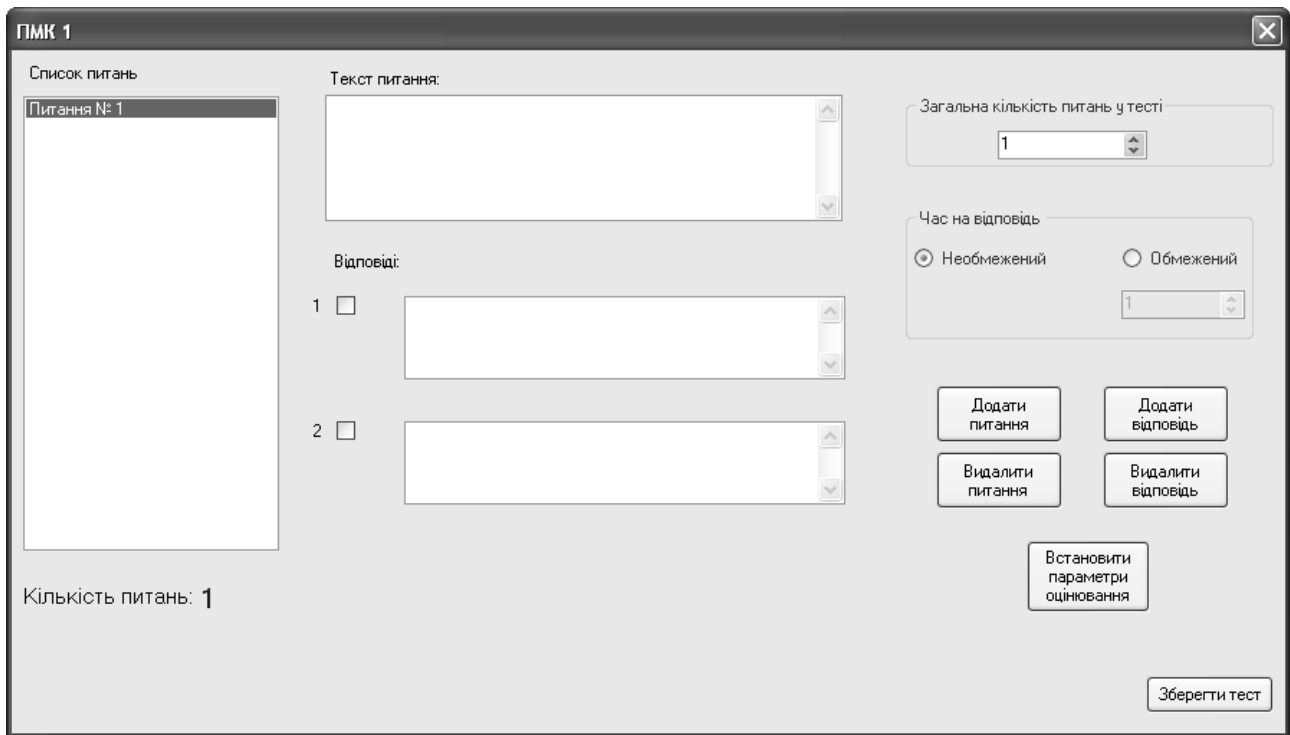 ПМК 1
Список питань
Питання № 1
Кількість питань: 1
Текст питання:
Відповіді:
1
2
Загальна кількість питань у тесті
1
Час на відповідь
Необмежений
Обмежений
1
Додати
питання
Додати
відповідь
Видалити
питання
Видалити
відповідь
Встановити
параметри
оцінювання
Зберегти тест